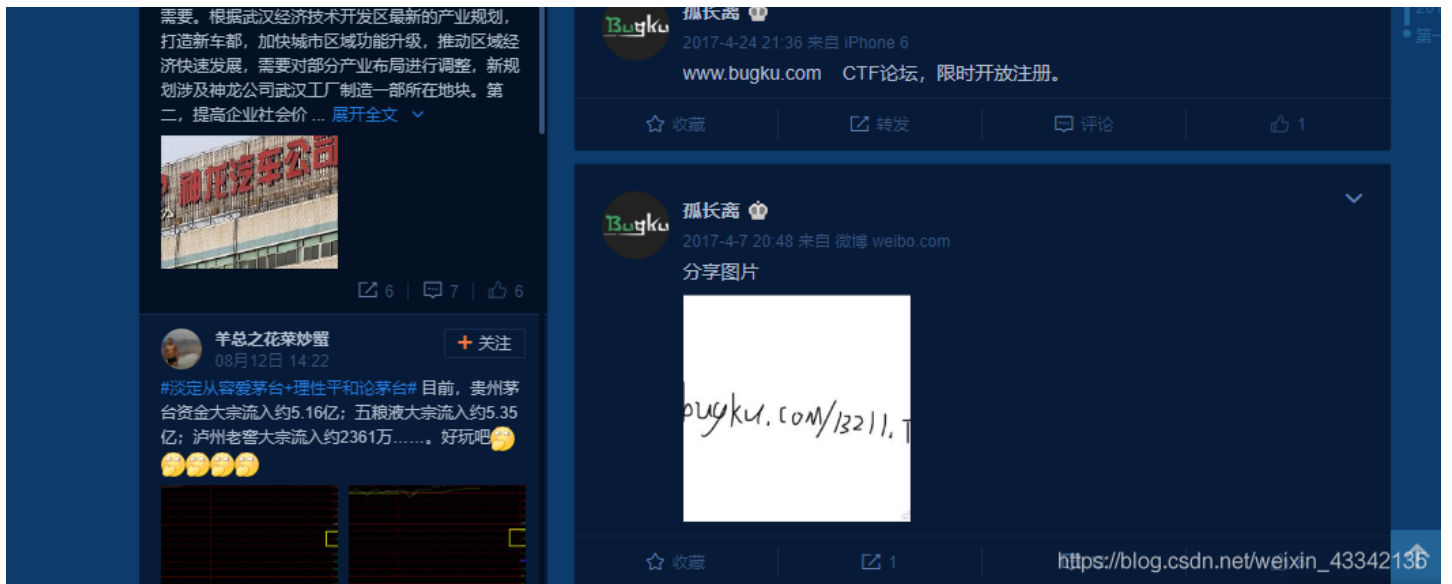 需要。根据武汉经济技术开发区最新的产业规划，
打造新车都，加快城市区域功能升级，推动区域经
济快速发展，需要对部分产业布局进行调整，新规
划涉及神龙公司武汉工厂制造一部所在地块。第
二，提高企业社会价 ... 展开全文
神龙汽车公司
6 7 6
羊总之花菜炒蟹
08月12日 14:22
+ 关注
#淡定从容爱茅台+理性平和论茅台# 目前，贵州茅
台资金大宗流入约5.16亿；五粮液大宗流入约5.35
亿；泸州老窖大宗流入约2361万……。好玩吧
Bugku
孤长离
2017-4-24 21:36 来自 iPhone 6
www.bugku.com CTF论坛，限时开放注册。
收藏 转发 评论 1
Bugku
孤长离
2017-4-7 20:48 来自 微博 weibo.com
分享图片
bugku.com/13211.T
收藏 1
https://blog.csdn.net/weixin_43342135